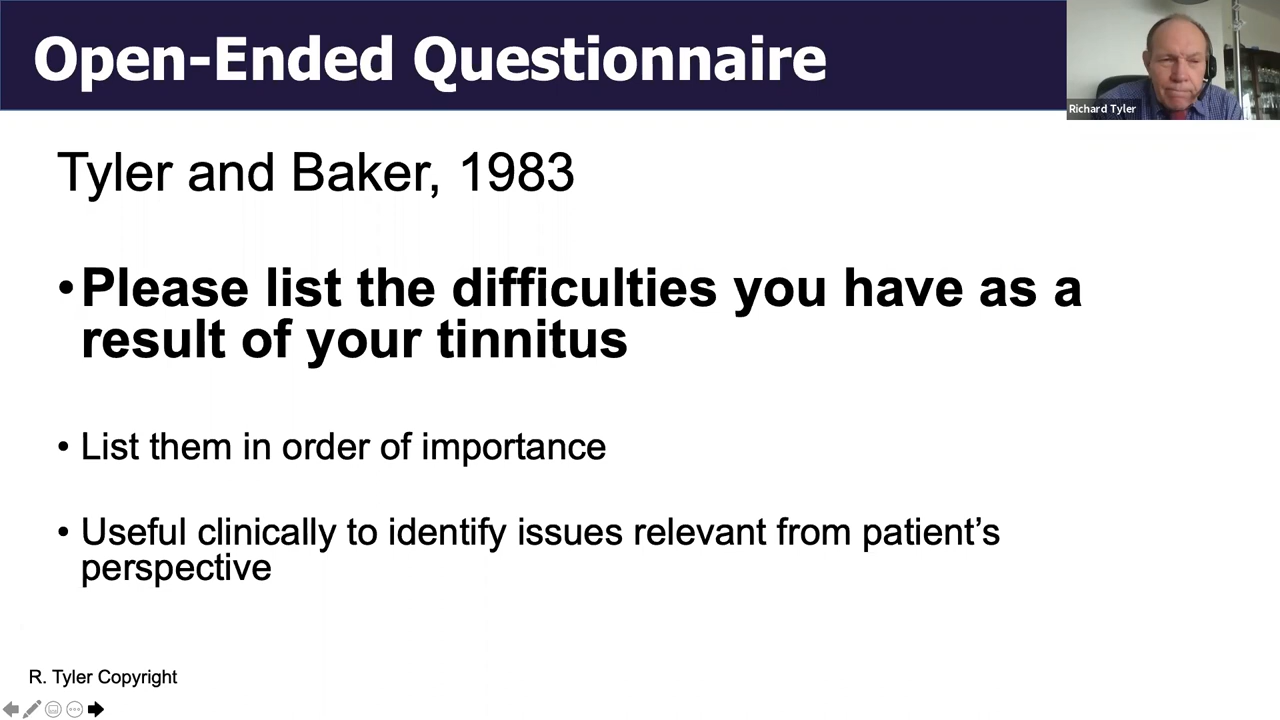 Open-Ended Questionnaire
Richard Tyler
Tyler and Baker, 1983
•Please list the difficulties you have as a
result of your tinnitus
• List them in order of importance
• Useful clinically to identify issues relevant from patient’s
perspective
R. Tyler Copyright